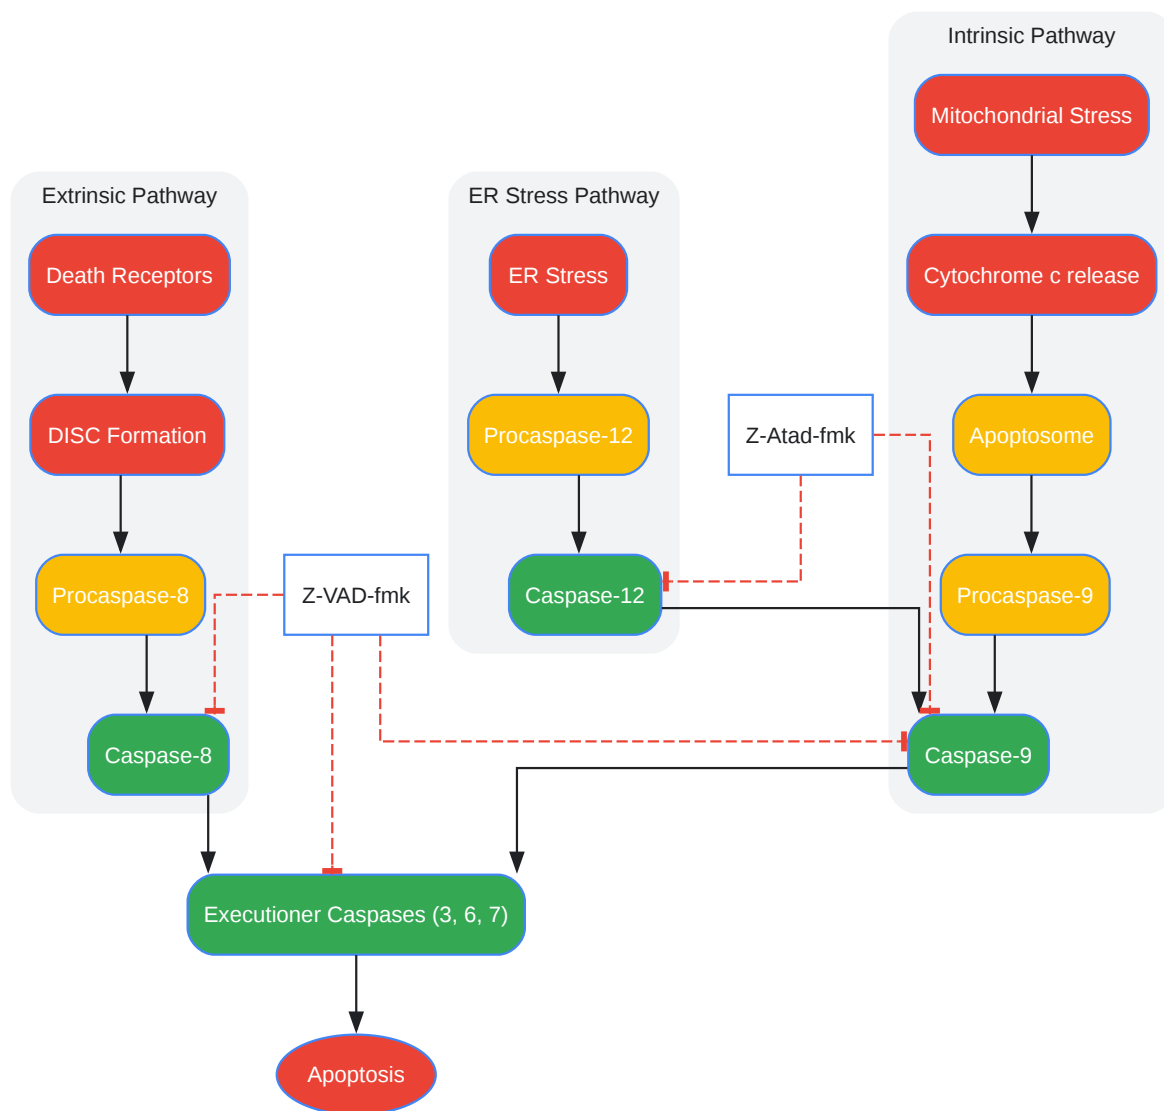 Intrinsic Pathway
Mitochondrial Stress
Extrinsic Pathway
ER Stress Pathway
Death Receptors
ER Stress
Cytochrome c release
DISC Formation
Procaspase-12
Z-Atad-fmk
Apoptosome
Procaspase-8
Z-VAD-fmk
Caspase-12
Procaspase-9
Caspase-8
Caspase-9
Executioner Caspases (3, 6, 7)
Apoptosis